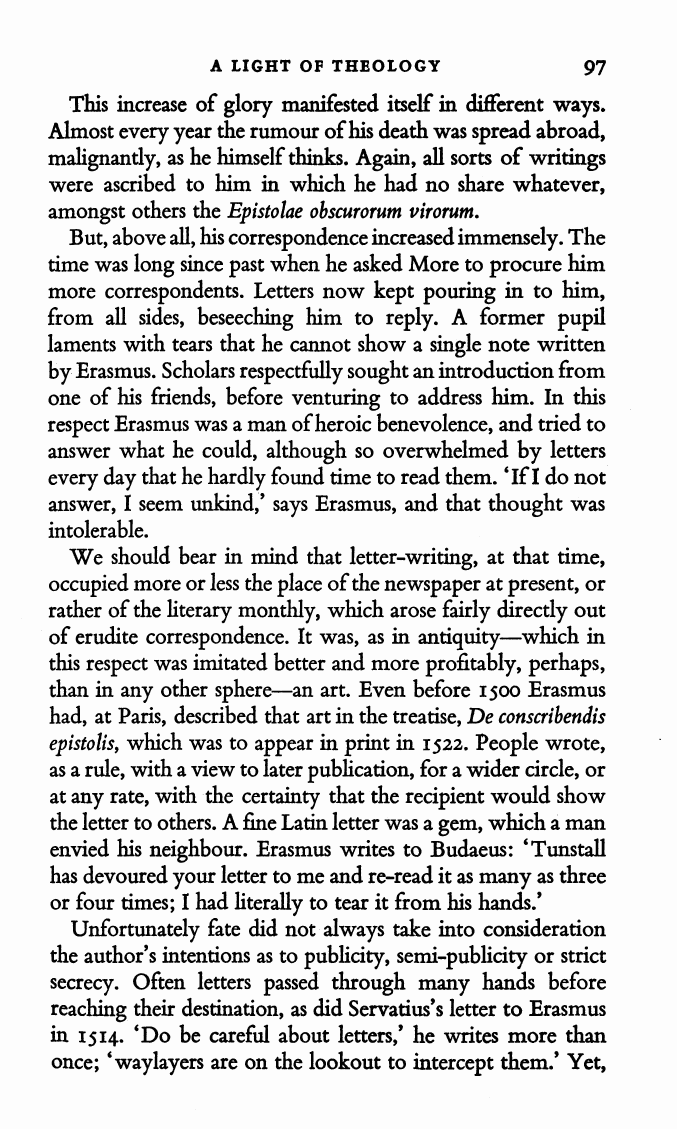 A LIGHT OF THEOLOGY 97
This increase of glory manifested itself in different ways.
Almost every year the rumour of his death was spread abroad,
malignantly, as he himself thinks. Again, all sorts of writings
were ascribed to him in which he had no share whatever,
amongst others the Epistolae obscurorum virorum.
But, above all, his correspondence increased immensely. The
time was long since past when he asked More to procure him
more correspondents. Letters now kept pouring in to him,
from all sides, beseeching him to reply. A former pupil
laments with tears that he cannot show a single note written
by Erasmus. Scholars respectfully sought an introduction from
one of his friends, before venturing to address him. In this
respect Erasmus was a man of heroic benevolence, and tried to
answer what he could, although so overwhelmed by letters
every day that he hardly found time to read them. ‘If I do not
answer, I seem unkind,’ says Erasmus, and that thought was
intolerable.
We should bear in mind that letter-writing, at that time,
occupied more or less the place of the newspaper at present, or
rather of the literary monthly, which arose fairly directly out
of erudite correspondence. It was, as in antiquity—which in
this respect was imitated better and more profitably, perhaps,
than in any other sphere—an art. Even before 1500 Erasmus
had, at Paris, described that art in the treatise, De conscribendis
epistolis, which was to appear in print in 1522. People wrote,
as a rule, with a view to later publication, for a wider circle, or
at any rate, with the certainty that the recipient would show
the letter to others. A fine Latin letter was a gem, which a man
envied his neighbour. Erasmus writes to Budaeus: ‘Tunstall
has devoured your letter to me and re-read it as many as three
or four times; I had literally to tear it from his hands.’
Unfortunately fate did not always take into consideration
the author’s intentions as to publicity, semi-publicity or strict
secrecy. Often letters passed through many hands before
reaching their destination, as did Servatius’s letter to Erasmus
in 1514. ‘Do be careful about letters,’ he writes more than
once; ‘waylayers are on the lookout to intercept them.’ Yet,